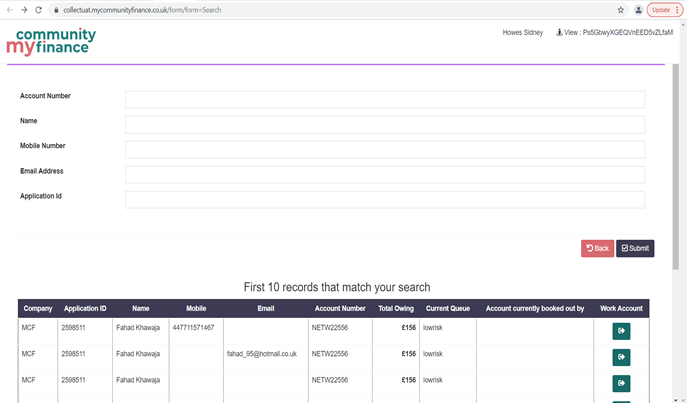 collectuat.mycommunityfinance.co.uk/form/form=Search
Update
community
myfinance
Howes Sidney
View : Ps5GbwyXGEQVnEED5vZLfaM
Account Number
Name
Mobile Number
Email Address
Application Id
Back
Submit
First 10 records that match your search
Company Application ID Name Mobile Email Account Number Total Owing Current Queue Account currently booked out by Work Account
MCF 2598511 Fahad Khawaja 447711571467 NETW22556 £156 lowrisk
MCF 2598511 Fahad Khawaja fahad_95@hotmail.co.uk NETW22556 £156 lowrisk
MCF 2598511 Fahad Khawaja NETW22556 £156 lowrisk